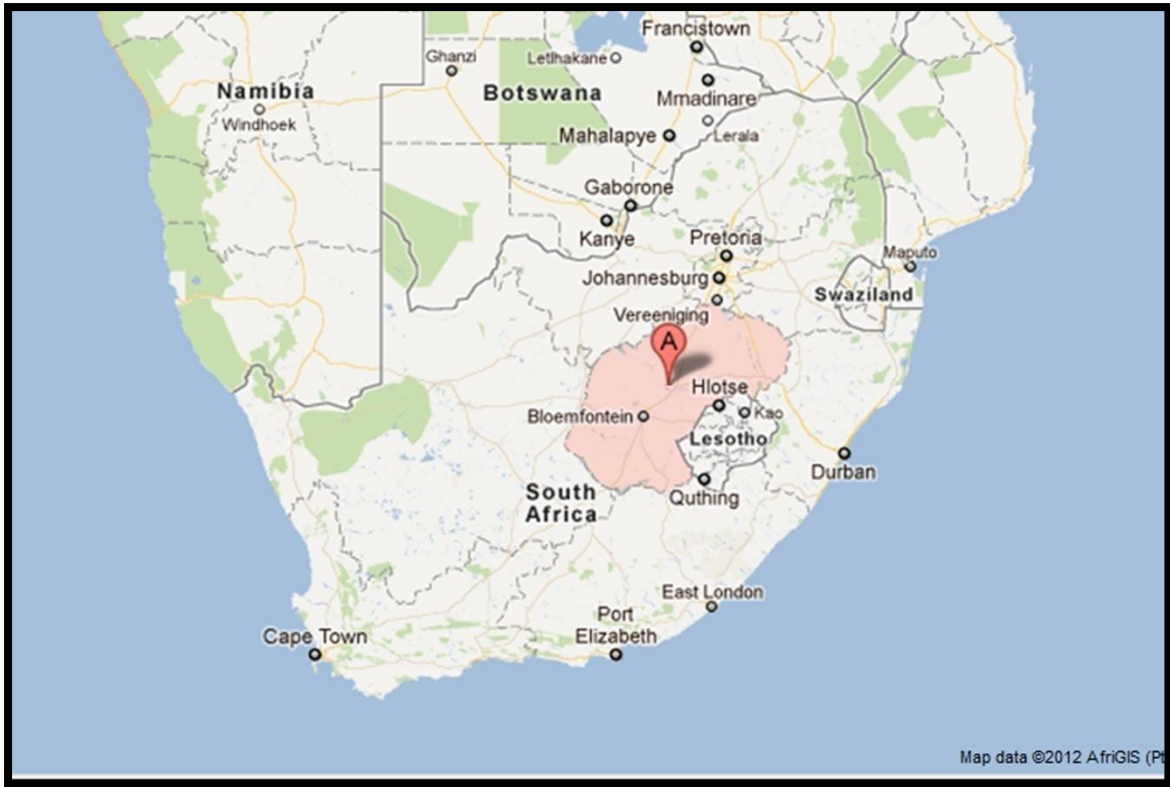 Francistown
Ghanzi
Letlhakane
Namibia
Botswana
Mmadinare
Windhoek
Mahalapye
Lerala
Gaborone
Kanye
Pretoria
Maputo
Johannesburg
Swaziland
Vereeniging
A
Hlotse
Bloemfontein
Kao
Lesotho
Durban
South
Africa
Quthing
East London
Port
Elizabeth
Cape Town
Map data ©2012 AfriGIS (Pt